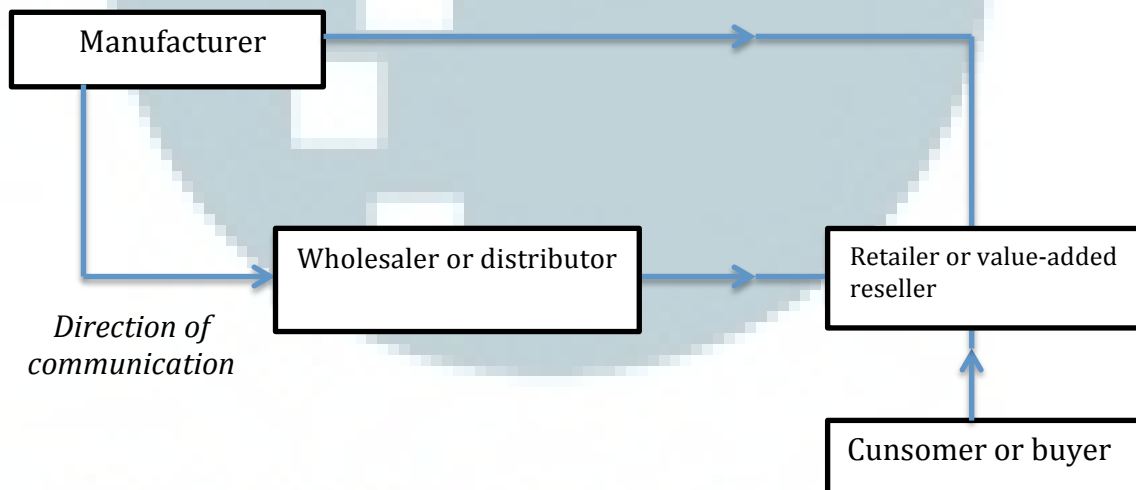 Manufacturer
Wholesaler or distributor
Retailer or value-added
reseller
Direction of
communication
Cunsomer or buyer